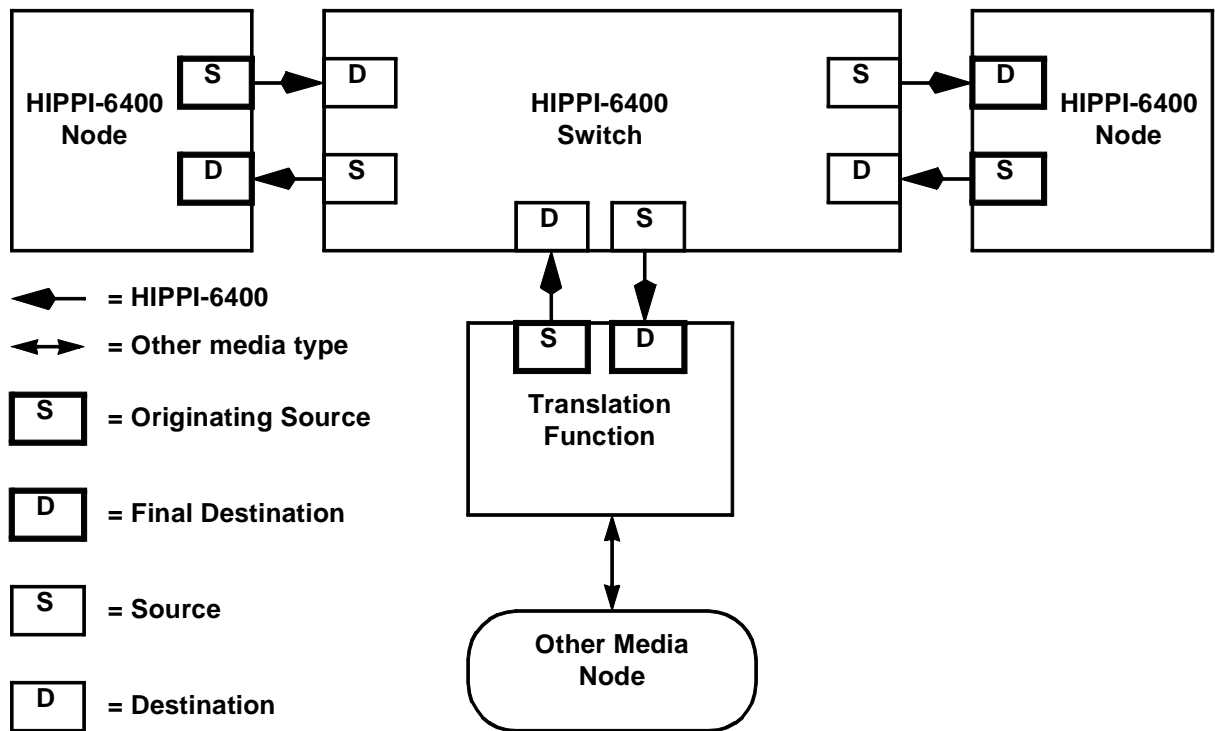 S
D
S
D
HIPPI-6400
Node
HIPPI-6400
Switch
HIPPI-6400
Node
D
S
D
S
D
S
= HIPPI-6400
= Other media type
S
D
S = Originating Source
Translation
Function
D = Final Destination
S = Source
Other Media
Node
D = Destination